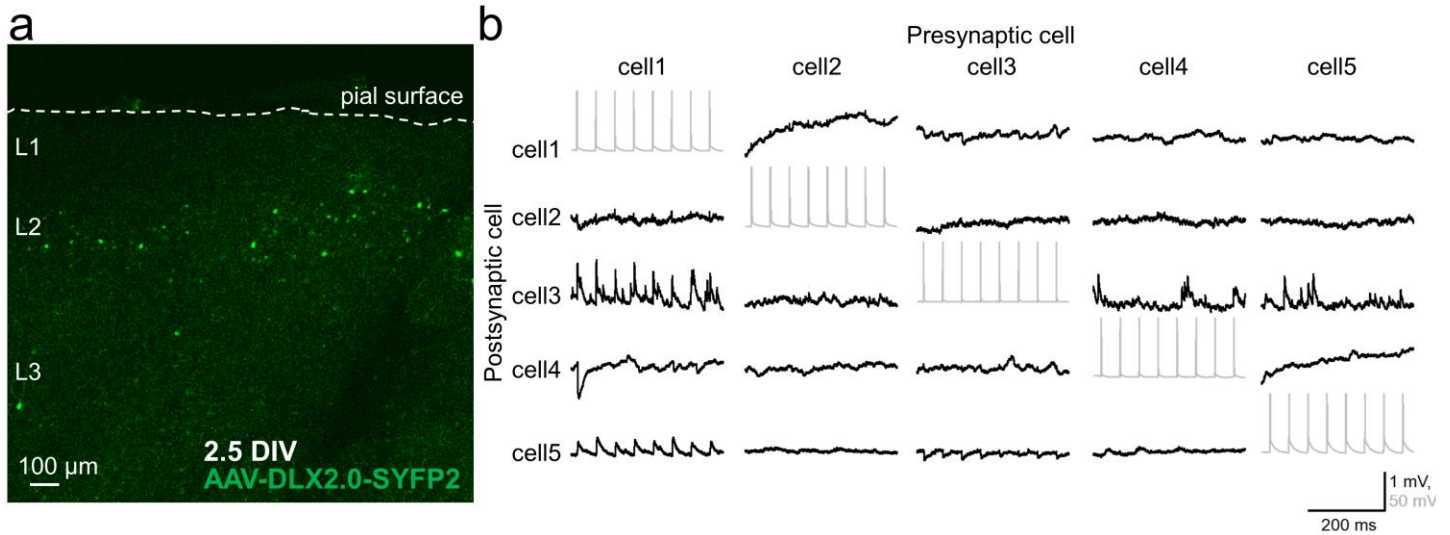 a
pial surface
L1
L2
L3
2.5 DIV
100 µm
AAV-DLX2.0-SYFP2
b
Presynaptic cell
cell1 cell2 cell3 cell4 cell5
Postsynaptic cell
cell1
cell2
cell3
cell4
cell5
1 mV,
50 mV
200 ms